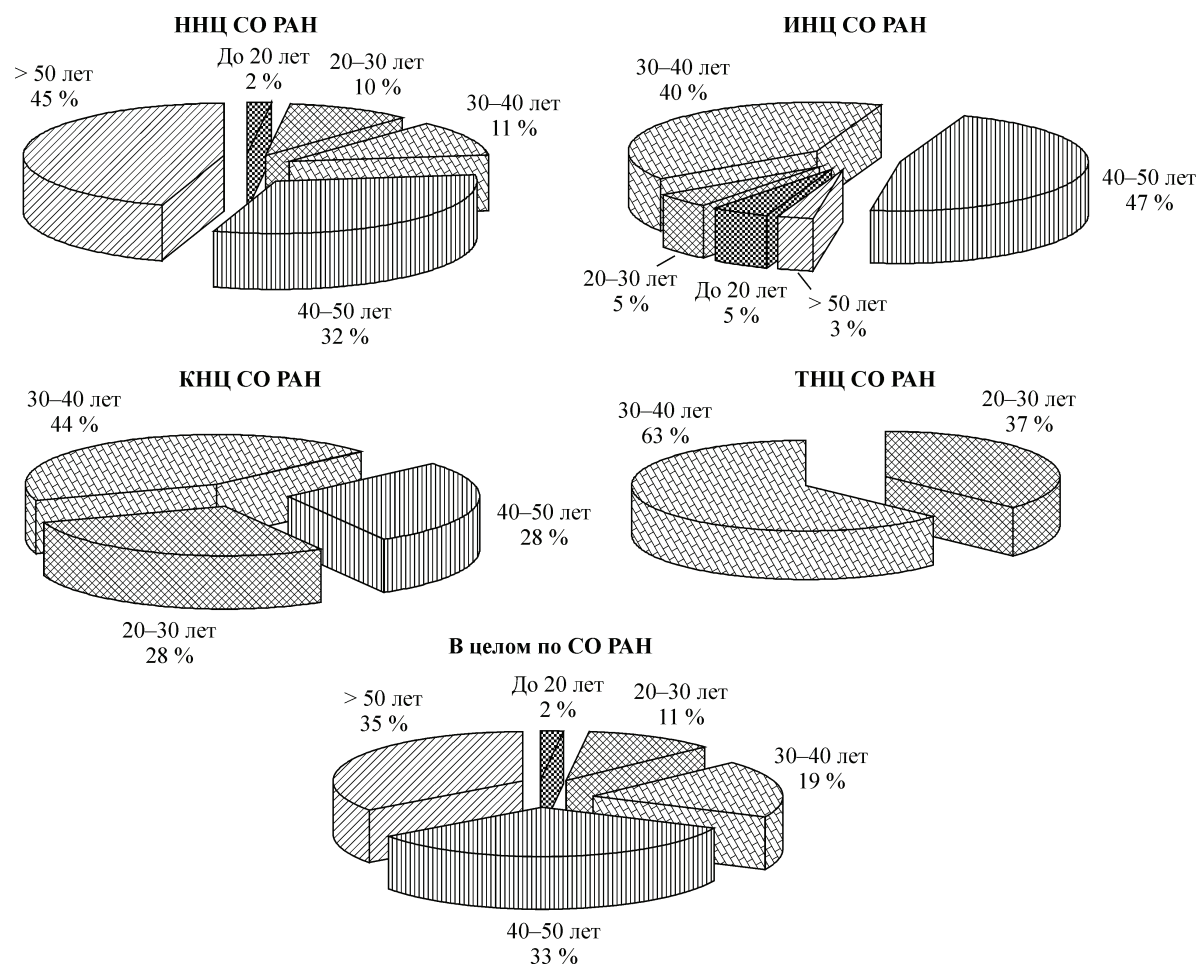 ННЦ СО РАН
До 20 лет
2 %
20–30 лет
10 %
> 50 лет
45 %
30–40 лет
11 %
40–50 лет
32 %
ИНЦ СО РАН
30–40 лет
40 %
40–50 лет
47 %
20–30 лет
5 %
До 20 лет
5 %
> 50 лет
3 %
КНЦ СО РАН
30–40 лет
44 %
40–50 лет
28 %
20–30 лет
28 %
ТНЦ СО РАН
20–30 лет
37 %
30–40 лет
63 %
В целом по СО РАН
До 20 лет
2 %
20–30 лет
11 %
> 50 лет
35 %
30–40 лет
19 %
40–50 лет
33 %